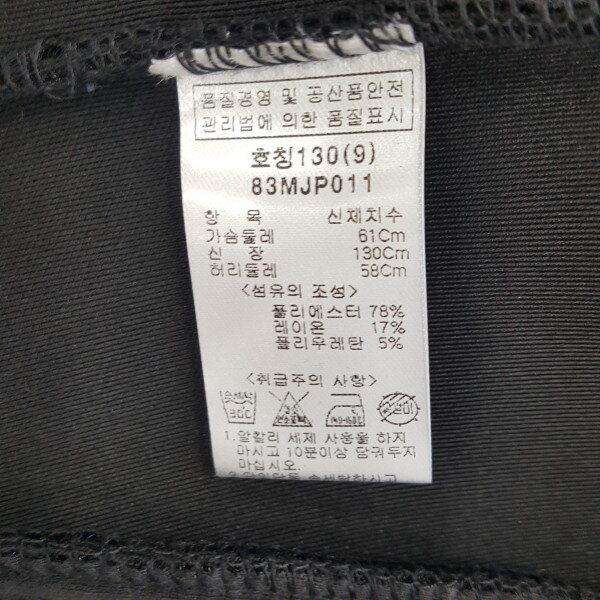 품질경영 및 공산품안전
관리법에 의한 품질표시
호칭130(9)
83MJP011
항 목 신체치수
가슴둘레 61Cm
신 장 130Cm
허리둘레 58Cm
<섬유의 조성>
폴리에스터 78%
레이온 17%
폴리우레탄 5%
<취급주의 사항>
30C
1.알칼리 세제 사용을 하지
마시고 10분이상 담궈두지
마십시오.